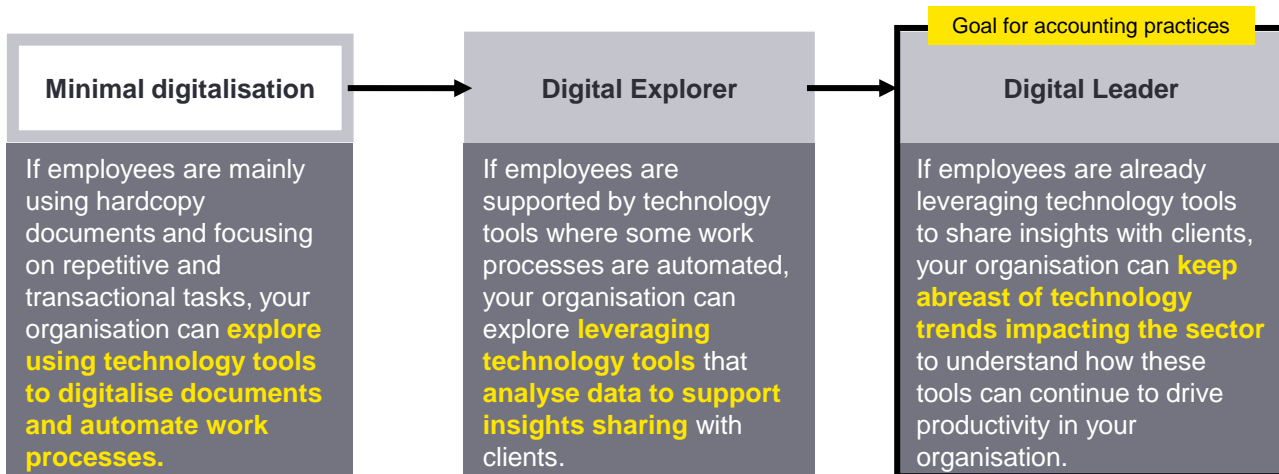 Goal for accounting practices
Minimal digitalisation
If employees are mainly
using hardcopy
documents and focusing
on repetitive and
transactional tasks, your
organisation can explore
using technology tools
to digitalise documents
and automate work
processes.
Digital Explorer
If employees are
supported by technology
tools where some work
processes are automated,
your organisation can
explore leveraging
technology tools that
analyse data to support
insights sharing with
clients.
Digital Leader
If employees are already
leveraging technology tools
to share insights with clients,
your organisation can keep
abreast of technology
trends impacting the sector
to understand how these
tools can continue to drive
productivity in your
organisation.